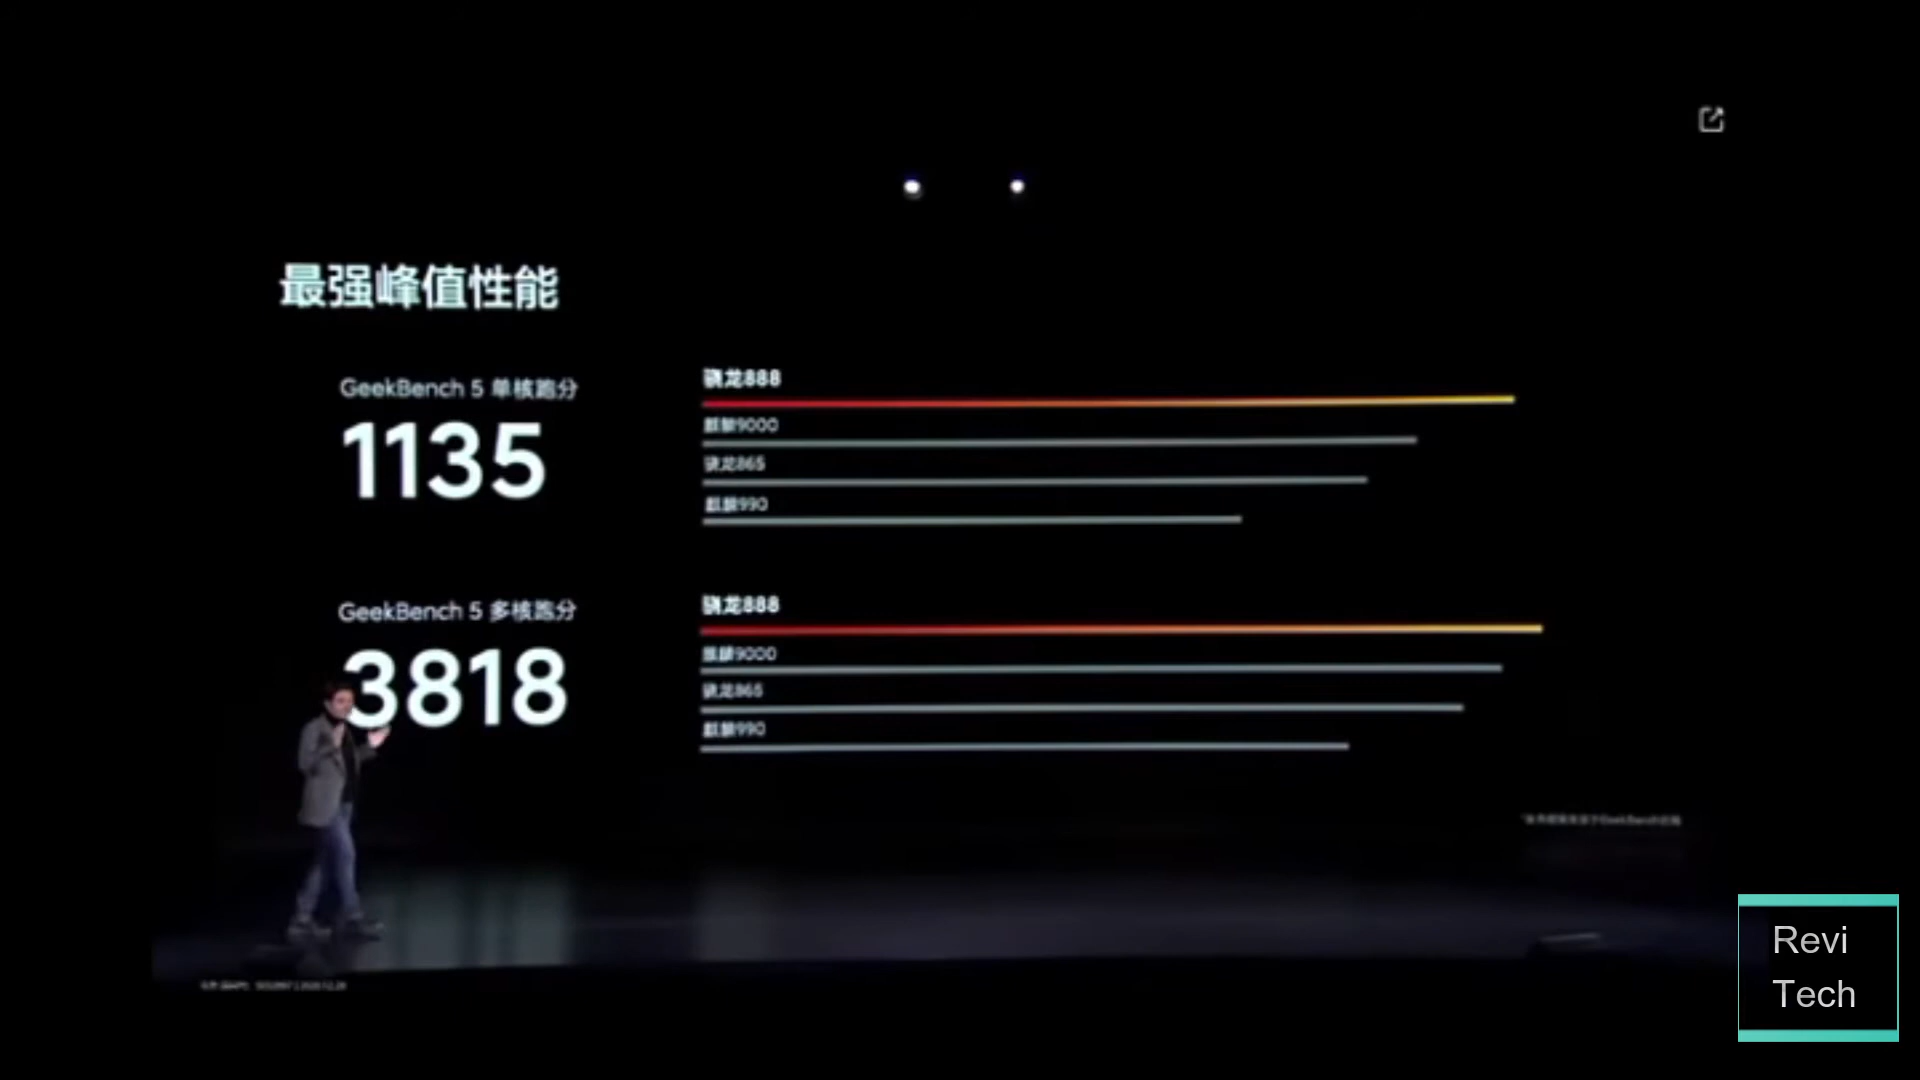 最强峰值性能
GeekBench 5 单核跑分
1135
骁龙888
麒麟9000
骁龙865
麒麟990
GeekBench 5 多核跑分
3818
骁龙888
麒麟9000
骁龙865
麒麟990
Revi
Tech